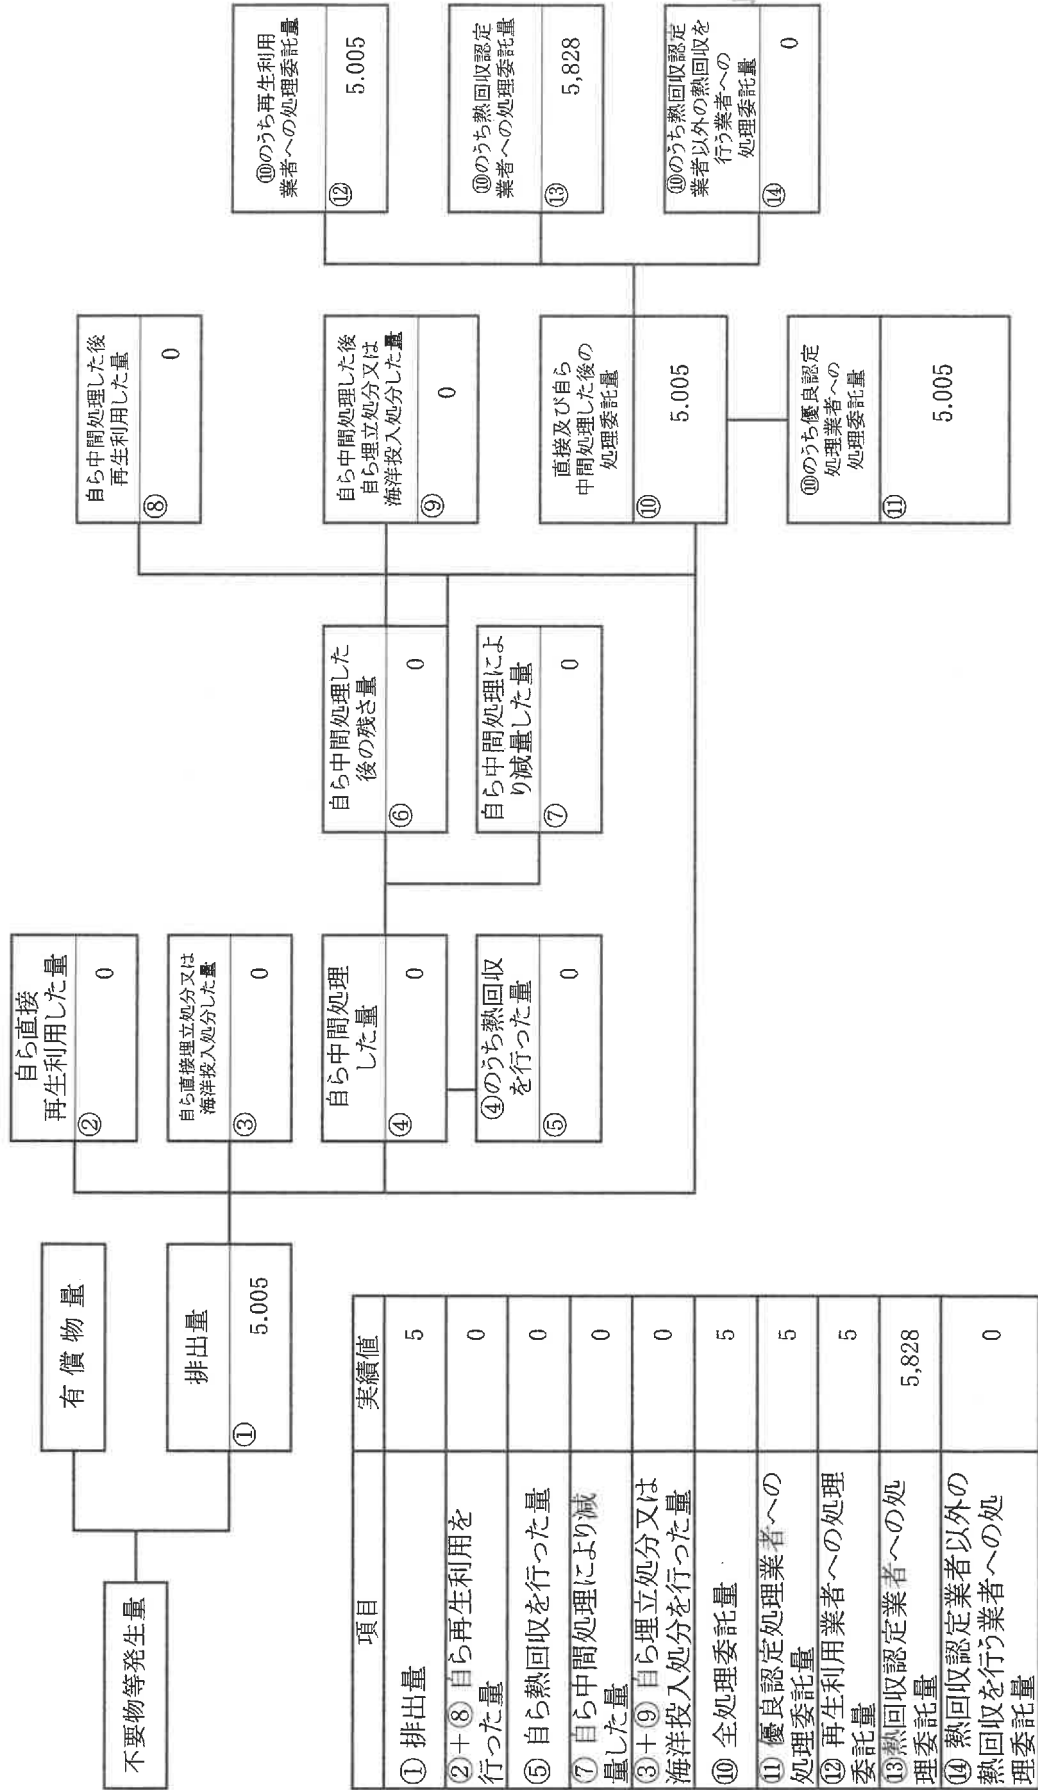 不要物等発生量
有償物量
排出量
①
5.005
自ら直接
再生利用した量
②
0
自ら直接埋立処分又は
海洋投入処分した量
③
0
自ら中間処理
した量
④
0
④のうち熱回収
を行った量
⑤
0
自ら中間処理した
後の残さ量
⑥
0
自ら中間処理によ
り減量した量
⑦
0
自ら中間処理した後
再生利用した量
⑧
0
自ら中間処理した後
自ら埋立処分又は
海洋投入処分した量
⑨
0
直接及び自ら
中間処理した後の
処理委託量
⑩
5.005
⑩のうち優良認定
処理業者への
処理委託量
⑪
5.005
⑩のうち再生利用
業者への処理委託量
⑫
5.005
⑩のうち熱回収認定
業者への処理委託量
⑬
5,828
⑩のうち熱回収認定
業者以外の熱回収を
行う業者への
処理委託量
⑭
0
項目 実績値
① 排出量 5
②＋⑧ 自ら再生利用を
行った量 0
⑤ 自ら熱回収を行った量 0
⑦ 自ら中間処理により減
量した量 0
③＋⑨ 自ら埋立処分又は
海洋投入処分を行った量 0
⑩ 全処理委託量 5
⑪ 優良認定処理業者への
処理委託量 5
⑫ 再生利用業者への処理
委託量 5
⑬熱回収認定業者への処
理委託量 5,828
⑭ 熱回収認定業者以外の
熱回収を行う業者への処
理委託量 0